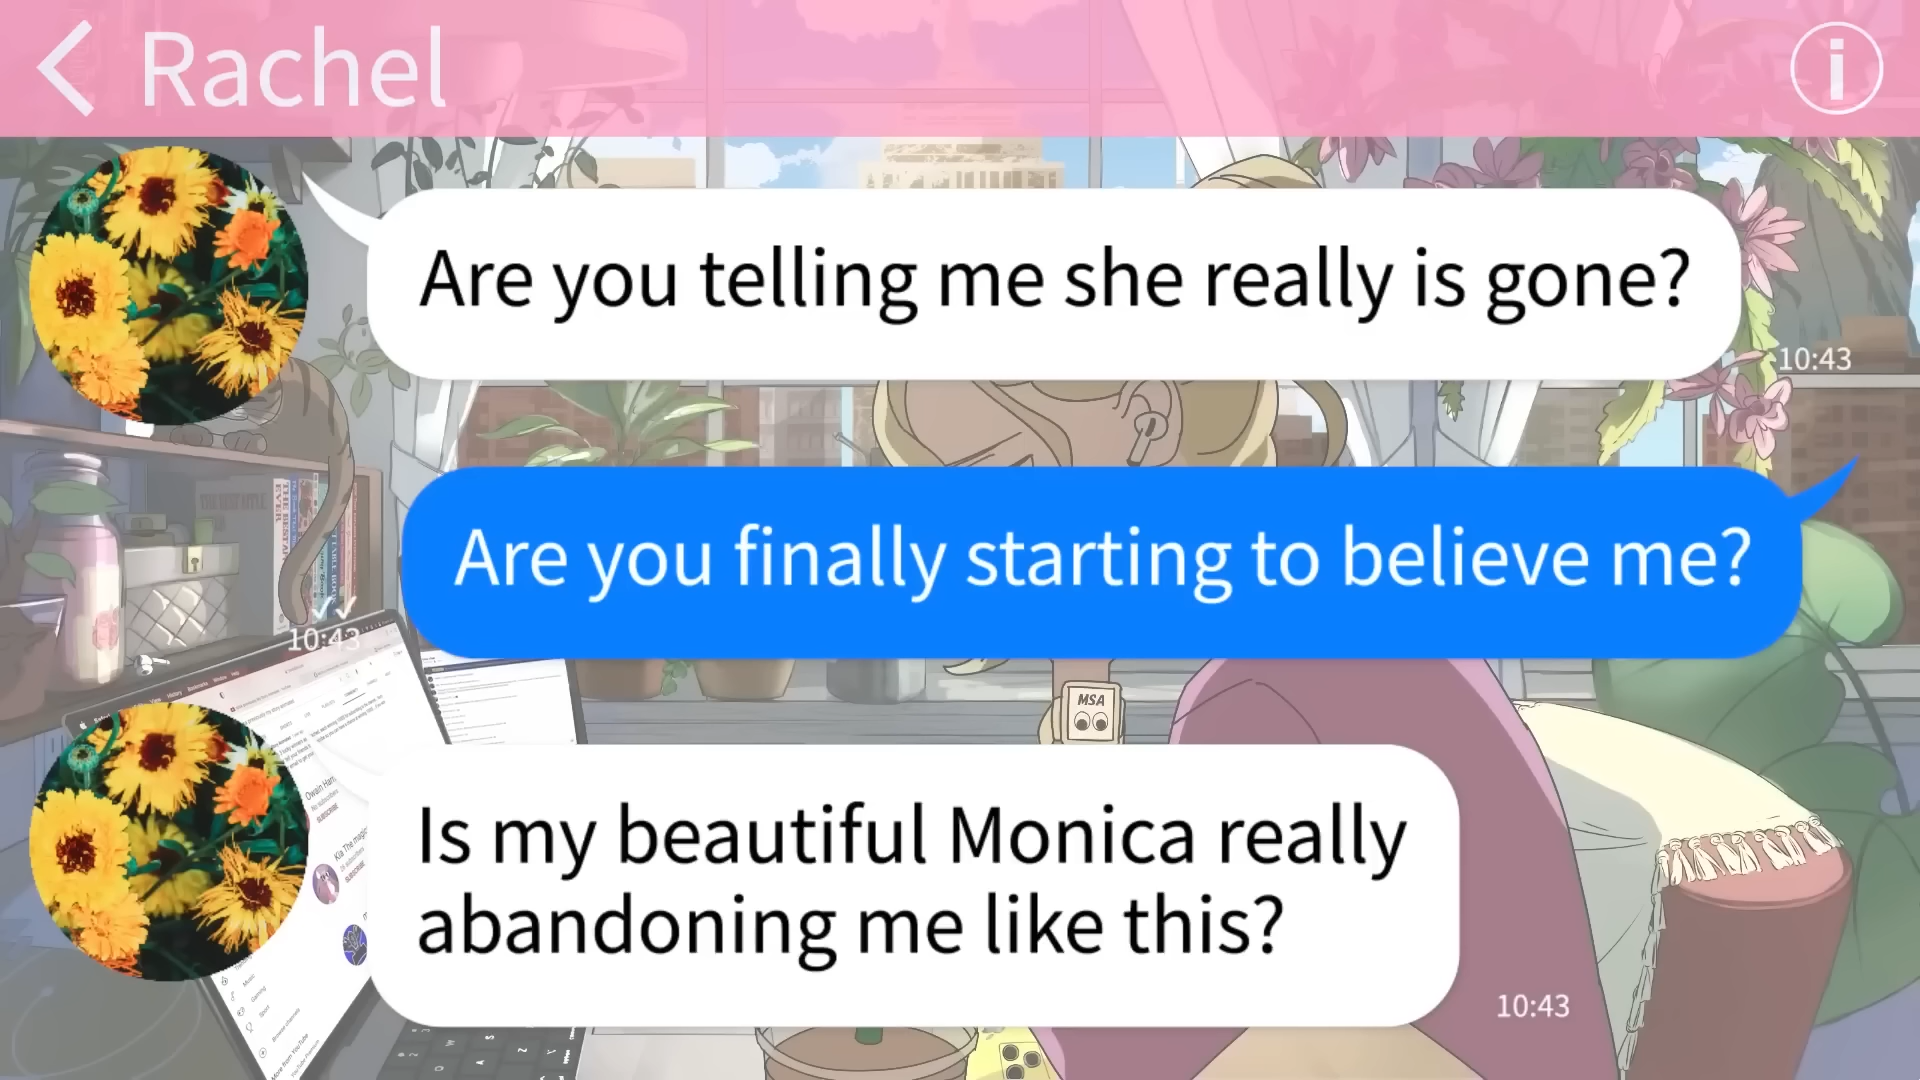 Rachel
Are you telling me she really is gone?
10:43
Are you finally starting to believe me?
10:43
MSA
Is my beautiful Monica really
abandoning me like this?
10:43